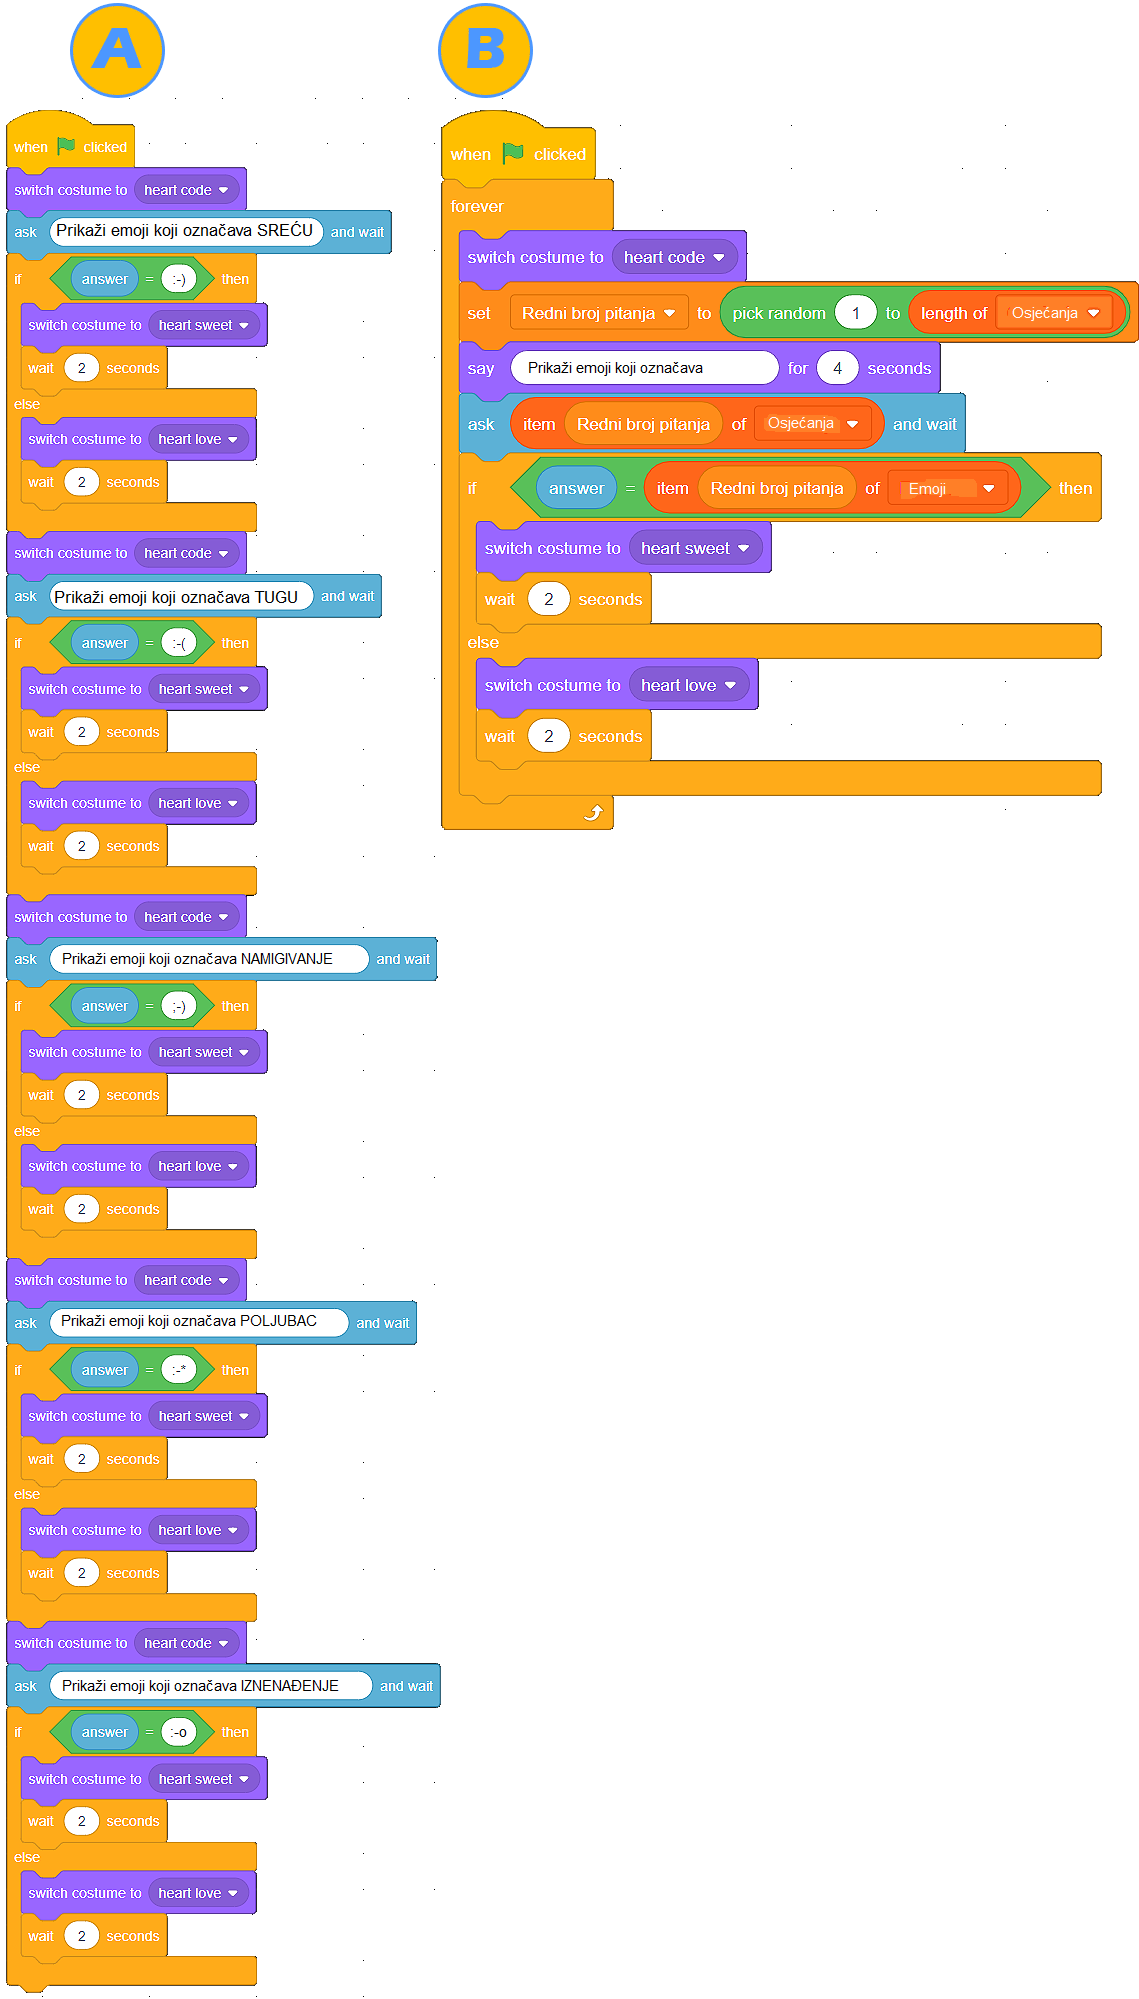 A
when clicked
switch costume to heart code
ask Prikaži emoji koji označava SREĆU and wait
if answer = :-) then
switch costume to heart sweet
wait 2 seconds
else
switch costume to heart love
wait 2 seconds
switch costume to heart code
ask Prikaži emoji koji označava TUGU and wait
if answer = :-( then
switch costume to heart sweet
wait 2 seconds
else
switch costume to heart love
wait 2 seconds
switch costume to heart code
ask Prikaži emoji koji označava NAMIGIVANJE and wait
if answer = ;-) then
switch costume to heart sweet
wait 2 seconds
else
switch costume to heart love
wait 2 seconds
switch costume to heart code
ask Prikaži emoji koji označava POLJUBAC and wait
if answer = :-* then
switch costume to heart sweet
wait 2 seconds
else
switch costume to heart love
wait 2 seconds
switch costume to heart code
ask Prikaži emoji koji označava IZNENAĐENJE and wait
if answer = :-o then
switch costume to heart sweet
wait 2 seconds
else
switch costume to heart love
wait 2 seconds
B
when clicked
forever
switch costume to heart code
set Redni broj pitanja to pick random 1 to length of Osjećanja
say Prikaži emoji koji označava for 4 seconds
ask item Redni broj pitanja of Osjećanja and wait
if answer = item Redni broj pitanja of Emoji then
switch costume to heart sweet
wait 2 seconds
else
switch costume to heart love
wait 2 seconds